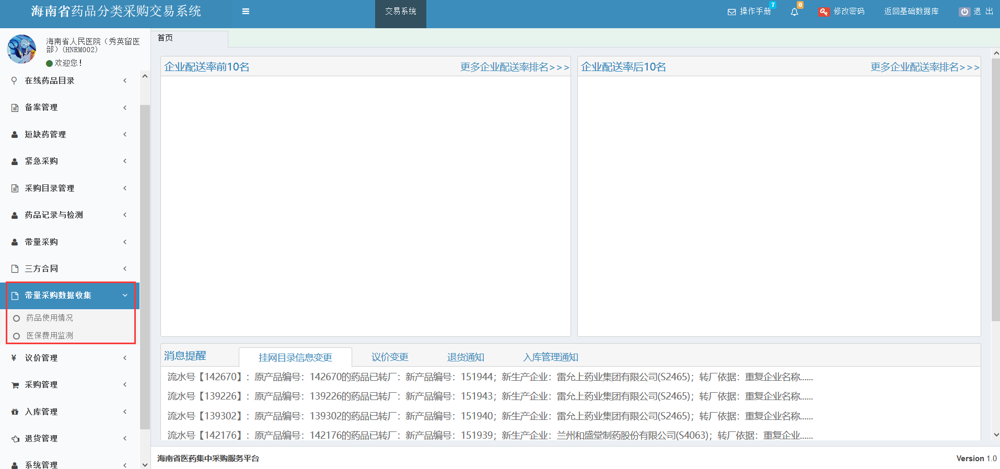 海南省药品分类采购交易系统
交易系统
操作手册
7
0
修改密码
返回基础数据库
退 出
海南省人民医院（秀英留医
部）(HNRM002)
欢迎您！
在线药品目录
备案管理
短缺药管理
紧急采购
采购目录管理
药品记录与检测
带量采购
三方合同
带量采购数据收集
药品使用情况
医保费用监测
议价管理
采购管理
入库管理
退货管理
系统管理
首页
企业配送率前10名
更多企业配送率排名>>>
企业配送率后10名
更多企业配送率排名>>>
消息提醒
挂网目录信息变更
议价变更
退货通知
入库管理通知
流水号【142670】：原产品编号：142670的药品已转厂：新产品编号：151944；新生产企业：雷允上药业集团有限公司(S2465)；转厂依据：重复企业名称......
流水号【139226】：原产品编号：139226的药品已转厂：新产品编号：151943；新生产企业：雷允上药业集团有限公司(S2465)；转厂依据：重复企业名称......
流水号【139302】：原产品编号：139302的药品已转厂：新产品编号：151940；新生产企业：雷允上药业集团有限公司(S2465)；转厂依据：重复企业名称......
流水号【142176】：原产品编号：142176的药品已转厂：新产品编号：151939；新生产企业：兰州和盛堂制药股份有限公司(S4063)；转厂依据：重复企业......
海南省医药集中采购服务平台
Version 1.0